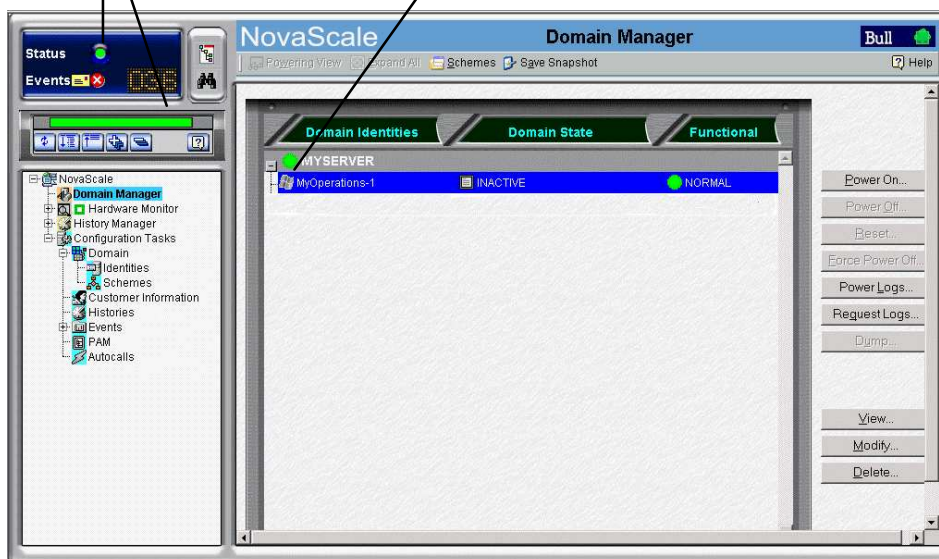 Status
Events
NovaScale
Domain Manager
Bull
Powering View Expand All Schemes Save Snapshot
Help
NovaScale
Domain Manager
Hardware Monitor
History Manager
Configuration Tasks
Domain
Identities
Schemes
Customer Information
Histories
Events
PAM
Autocalls
Domain Identities
Domain State
Functional
MYSERVER
MyOperations-1
INACTIVE
NORMAL
Power On...
Power Off...
Reset...
Force Power Off...
Power Logs...
Request Logs...
Dump...
View...
Modify...
Delete...